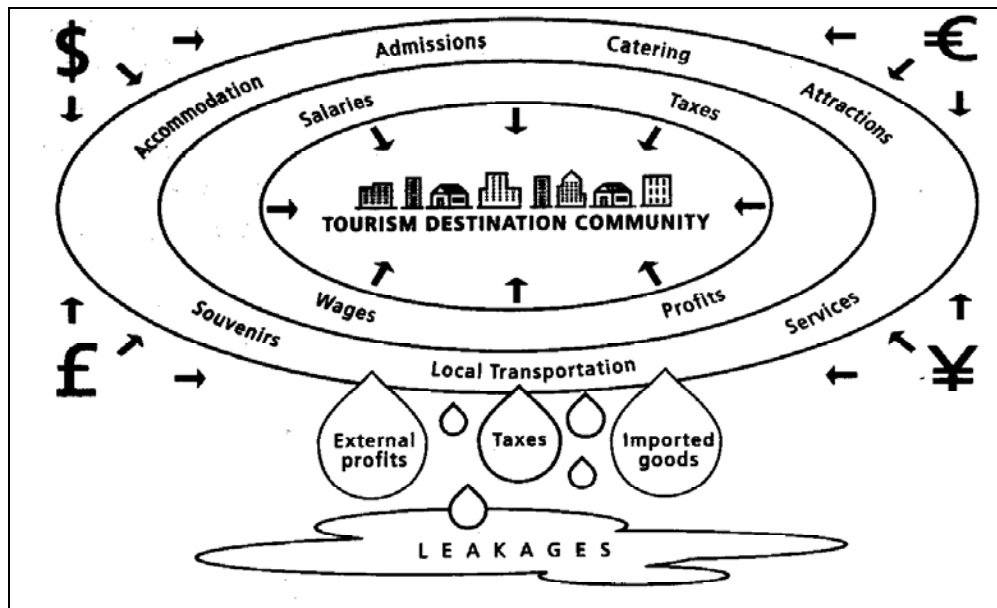 $
€
Admissions
Catering
Accommodation
Attractions
Salaries
Taxes
TOURISM DESTINATION COMMUNITY
Wages
Profits
Souvenirs
Services
£
¥
Local Transportation
External
profits
Taxes
Imported
goods
LEAKAGES